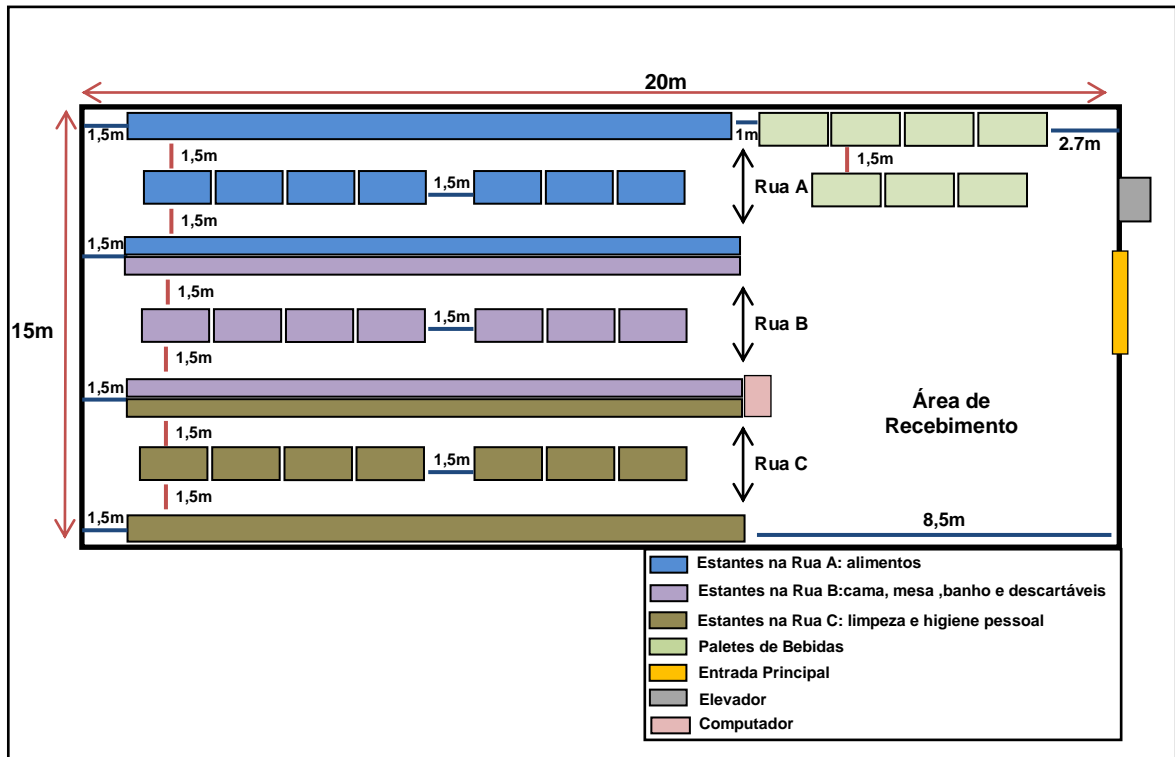 20m
1,5m
1m
2.7m
1,5m
1,5m
1,5m
Rua A
1,5m
1,5m
1,5m
1,5m
Rua B
15m
1,5m
1,5m
Área de
Recebimento
1,5m
1,5m
Rua C
1,5m
1,5m
8,5m
Estantes na Rua A: alimentos
Estantes na Rua B:cama, mesa ,banho e descartáveis
Estantes na Rua C: limpeza e higiene pessoal
Paletes de Bebidas
Entrada Principal
Elevador
Computador